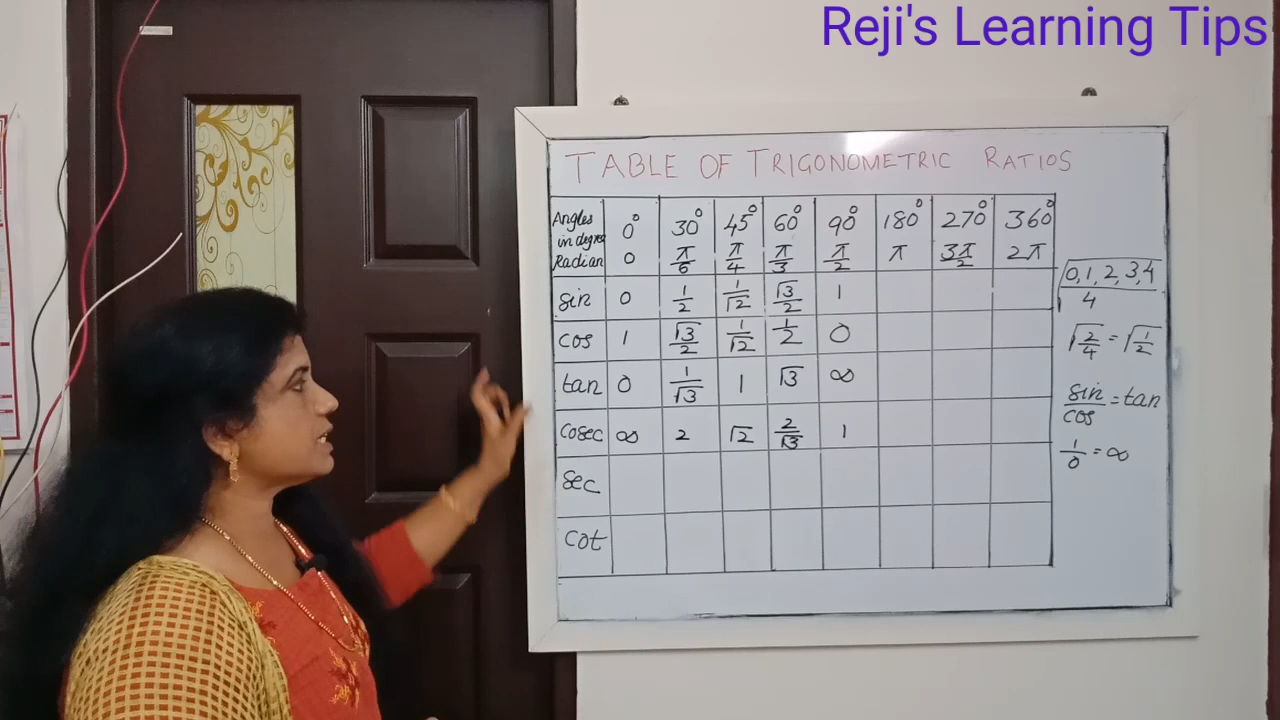 Reji's Learning Tips
TABLE OF TRIGONOMETRIC RATIOS
Angles in degree 0° 30° 45° 60° 90° 180° 270° 360°
Radian 0 π/6 π/4 π/3 π/2 π 3π/2 2π
sin 0 1/2 1/√2 √3/2 1
cos 1 √3/2 1/√2 1/2 0
tan 0 1/√3 1 √3 ∞
cosec ∞ 2 √2 2/√3 1
sec
cot
√(0,1,2,3,4/4)
√(2/4) = √(1/2)
sin/cos = tan
1/0 = ∞